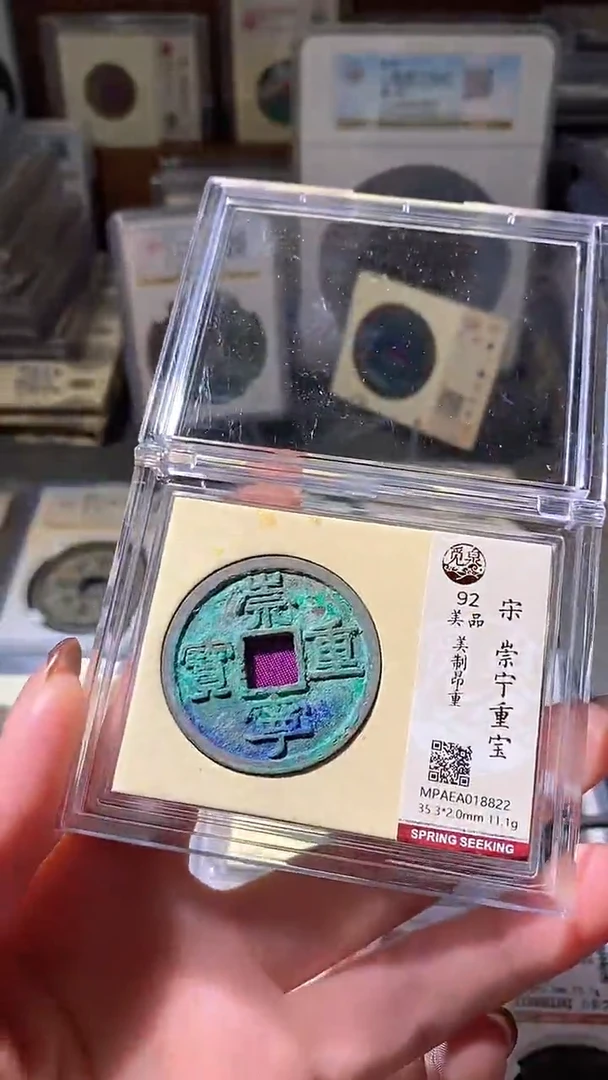 崇
重
寧
寶
觅泉
92
美品
美制昂重
宋 崇宁重宝
MPAEA018822
35.3*2.0mm 11.1g
SPRING SEEKING